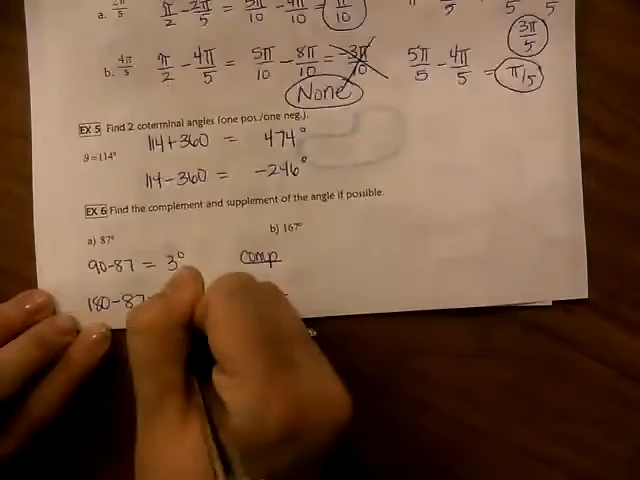 a. 2π/5 π/2 - 2π/5 = 5π/10 - 4π/10 = π/10
3π/5
b. 4π/5 π/2 - 4π/5 = 5π/10 - 8π/10 = -3π/10 5π/5 - 4π/5 = π/5
None
EX 5 Find 2 coterminal angles (one pos./one neg.).
θ = 114° 114+360 = 474°
114-360 = -246°
EX 6 Find the complement and supplement of the angle if possible.
a) 87° b) 167°
90-87 = 3° comp
180-87